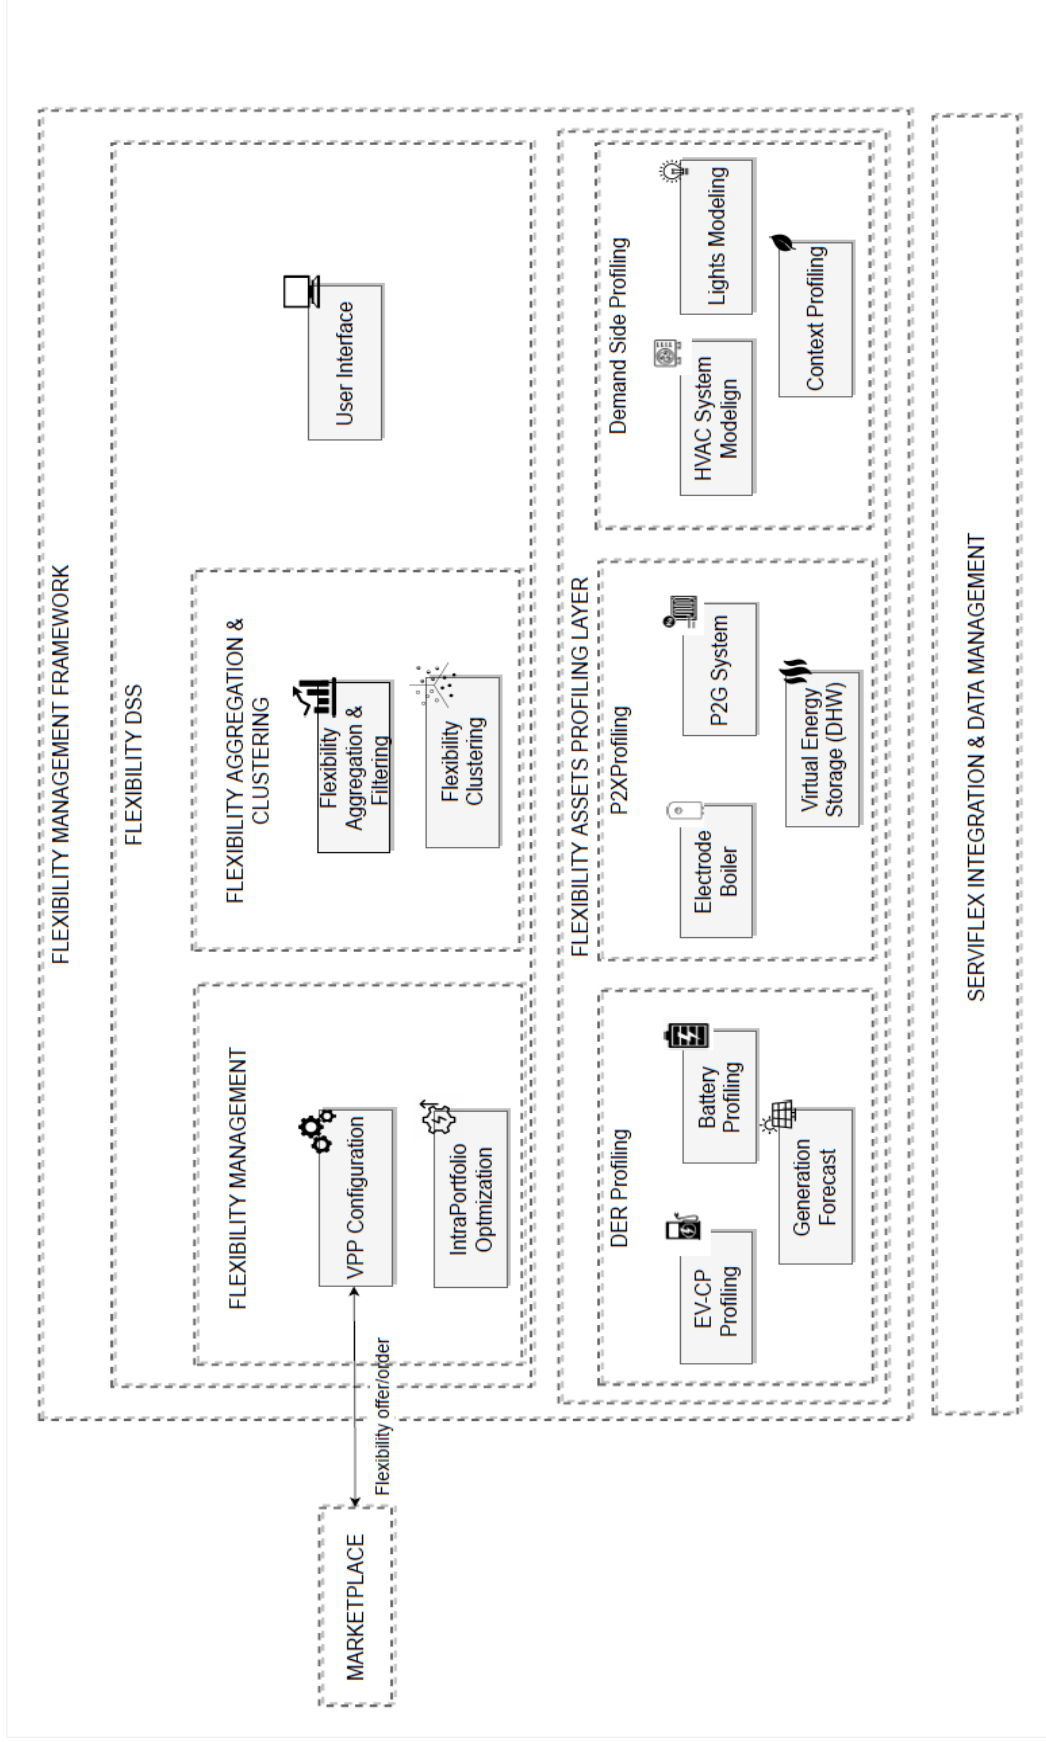 FLEXIBILITY MANAGEMENT FRAMEWORK
FLEXIBILITY DSS
FLEXIBILITY MANAGEMENT
VPP Configuration
IntraPortfolio
Optmization
FLEXIBILITY AGGREGATION &
CLUSTERING
Flexibility
Aggregation &
Filtering
Flexibility
Clustering
User Interface
MARKETPLACE
Flexibility offer/order
FLEXIBILITY ASSETS PROFILING LAYER
DER Profiling
EV-CP
Profiling
Battery
Profiling
Generation
Forecast
P2XProfiling
Electrode
Boiler
P2G System
Virtual Energy
Storage (DHW)
Demand Side Profiling
HVAC System
Modelign
Lights Modeling
Context Profiling
SERVIFLEX INTEGRATION & DATA MANAGEMENT